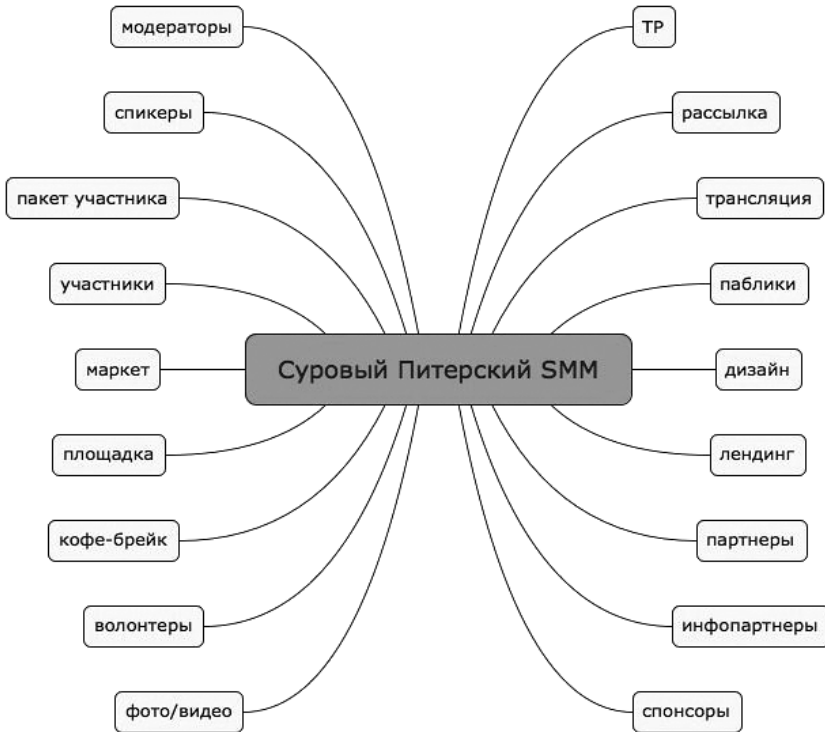 модераторы
спикеры
пакет участника
участники
маркет
площадка
кофе-брейк
волонтеры
фото/видео
Суровый Питерский SMM
ТР
рассылка
трансляция
паблики
дизайн
лендинг
партнеры
инфопартнеры
спонсоры